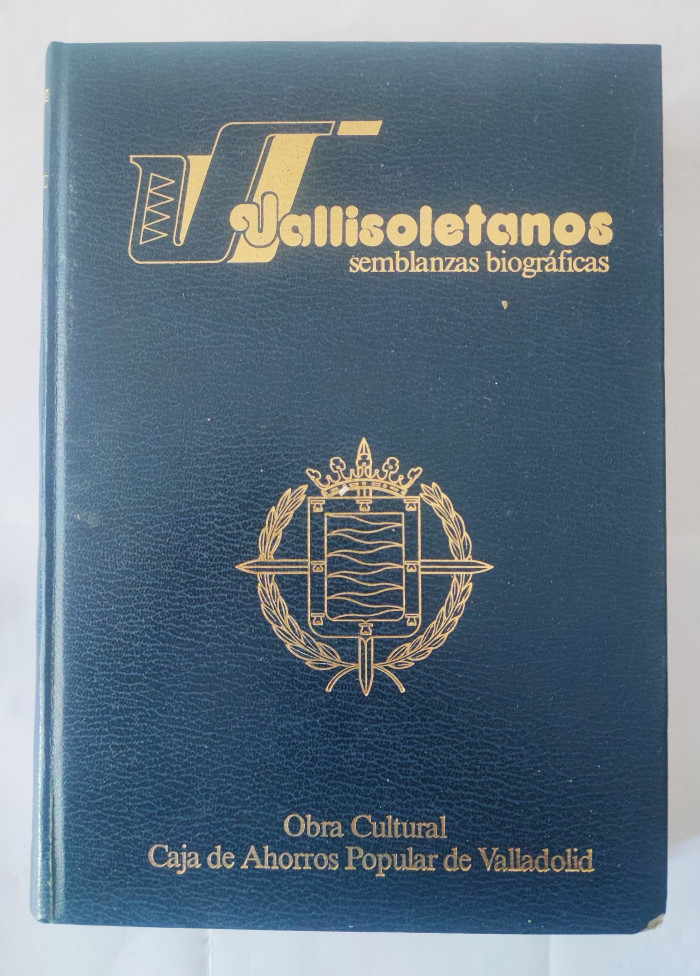 Vallisoletanos
semblanzas biográficas
Obra Cultural
Caja de Ahorros Popular de Valladolid